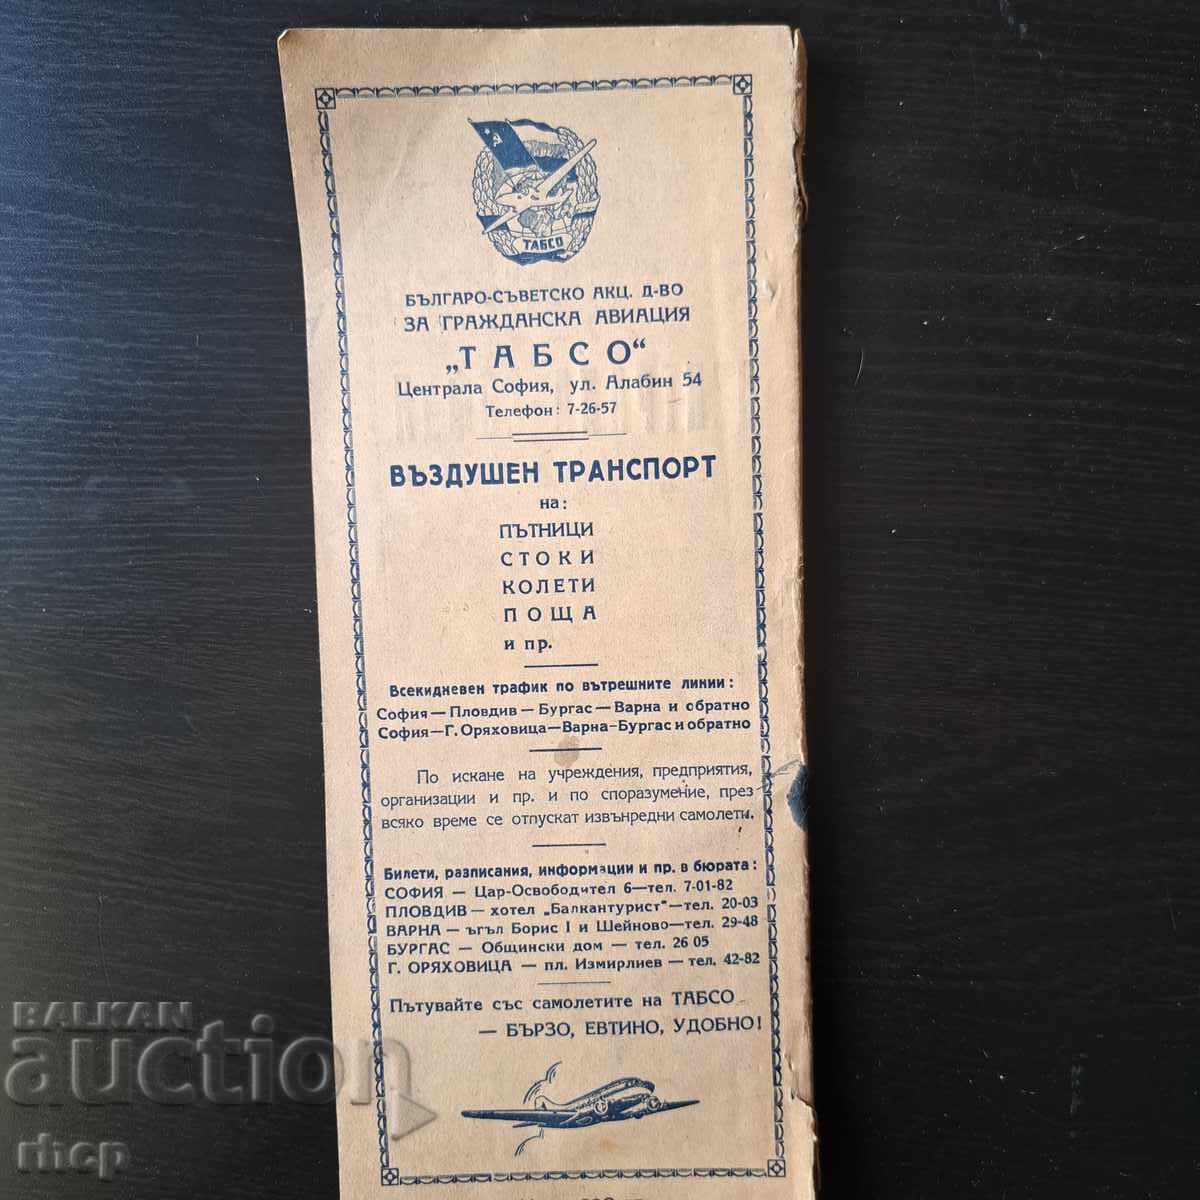 ТАБСО
БЪЛГАРО-СЪВЕТСКО АКЦ. Д-ВО
ЗА ГРАЖДАНСКА АВИАЦИЯ
„ТАБСО“
Централа София, ул. Алабин 54
Телефон: 7-26-57
ВЪЗДУШЕН ТРАНСПОРТ
на:
ПЪТНИЦИ
СТОКИ
КОЛЕТИ
ПОЩА
и пр.
Всекидневен трафик по вътрешните линии:
София — Пловдив — Бургас — Варна и обратно
София — Г. Оряховица — Варна - Бургас и обратно
По искане на учреждения, предприятия,
организации и пр. и по споразумение, през
всяко време се отпускат извънредни самолети.
Билети, разписания, информации и пр. в бюрата:
СОФИЯ — Цар-Освободител 6—тел. 7-01-82
ПЛОВДИВ — хотел „Балкантурист“—тел. 20-03
ВАРНА — ъгъл Борис I и Шейново—тел. 29-48
БУРГАС — Общински дом — тел. 26 05
Г. ОРЯХОВИЦА — пл. Измирлиев — тел. 42-82
Пътувайте със самолетите на ТАБСО
— БЪРЗО, ЕВТИНО, УДОБНО!
BALKAN
auction
rhcp